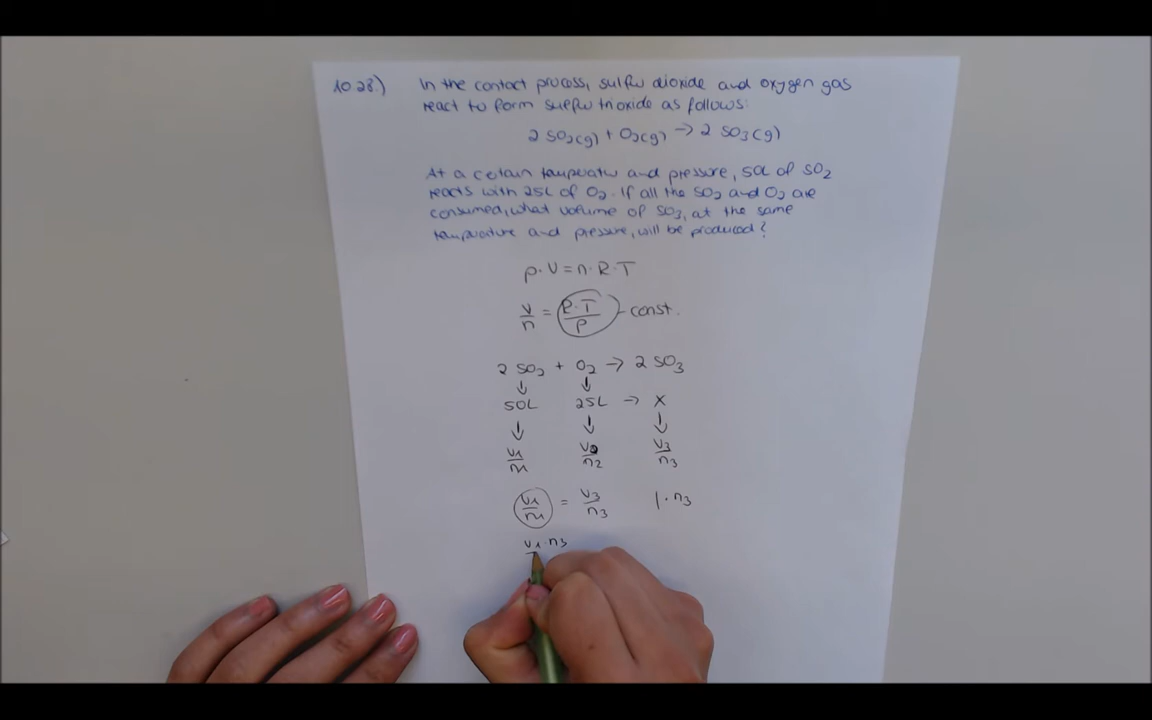 10.28.) In the contact process, sulfur dioxide and oxygen gas
react to form sulfur trioxide as follows:
2 SO₂(g) + O₂(g) → 2 SO₃(g)
At a certain temperature and pressure, 50L of SO₂
reacts with 25L of O₂. If all the SO₂ and O₂ are
consumed, what volume of SO₃, at the same
temperature and pressure, will be produced?
p·V = n·R·T
V/n = R·T/P - const.
2 SO₂ + O₂ → 2 SO₃
↓ ↓
50L 25L → X
↓ ↓ ↓
V₁/n₁ V₂/n₂ V₃/n₃
V₁/n₁ = V₃/n₃ | · n₃
V₁·n₃